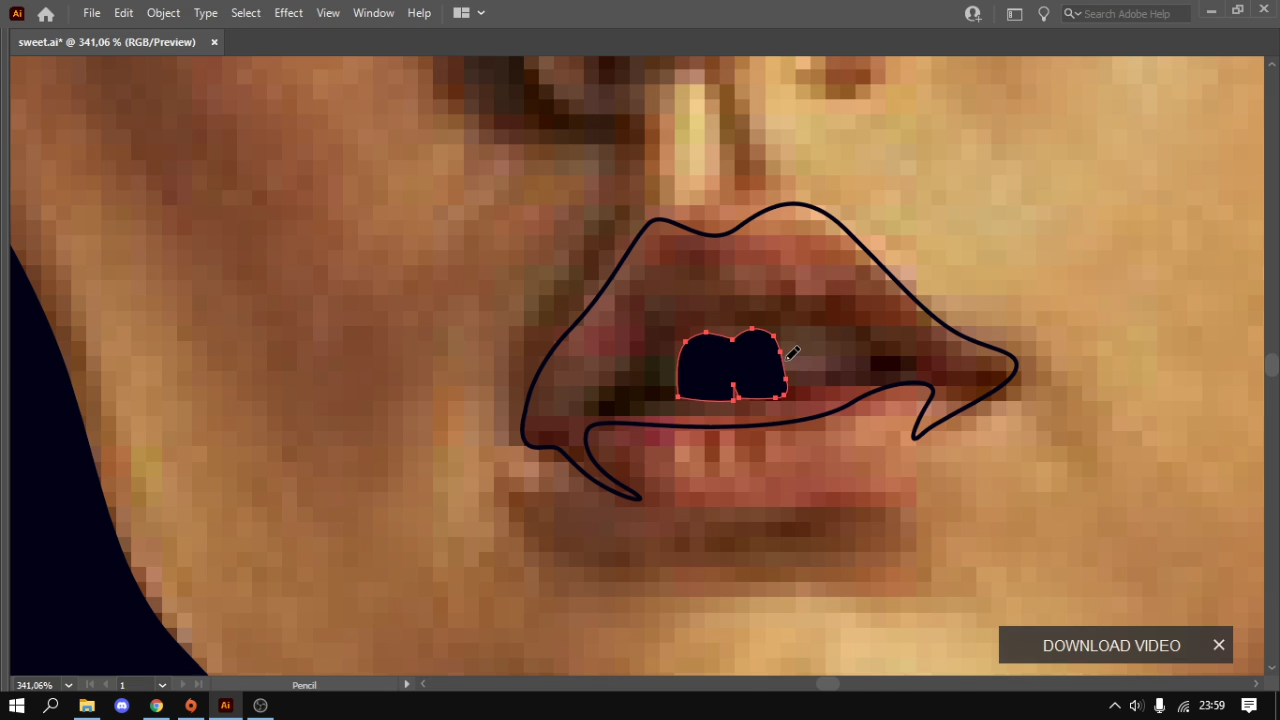 Ai File Edit Object Type Select Effect View Window Help Search Adobe Help
sweet.ai* @ 341,06 % (RGB/Preview) ×
DOWNLOAD VIDEO ×
341,06% 1 Pencil
Ai 23:59